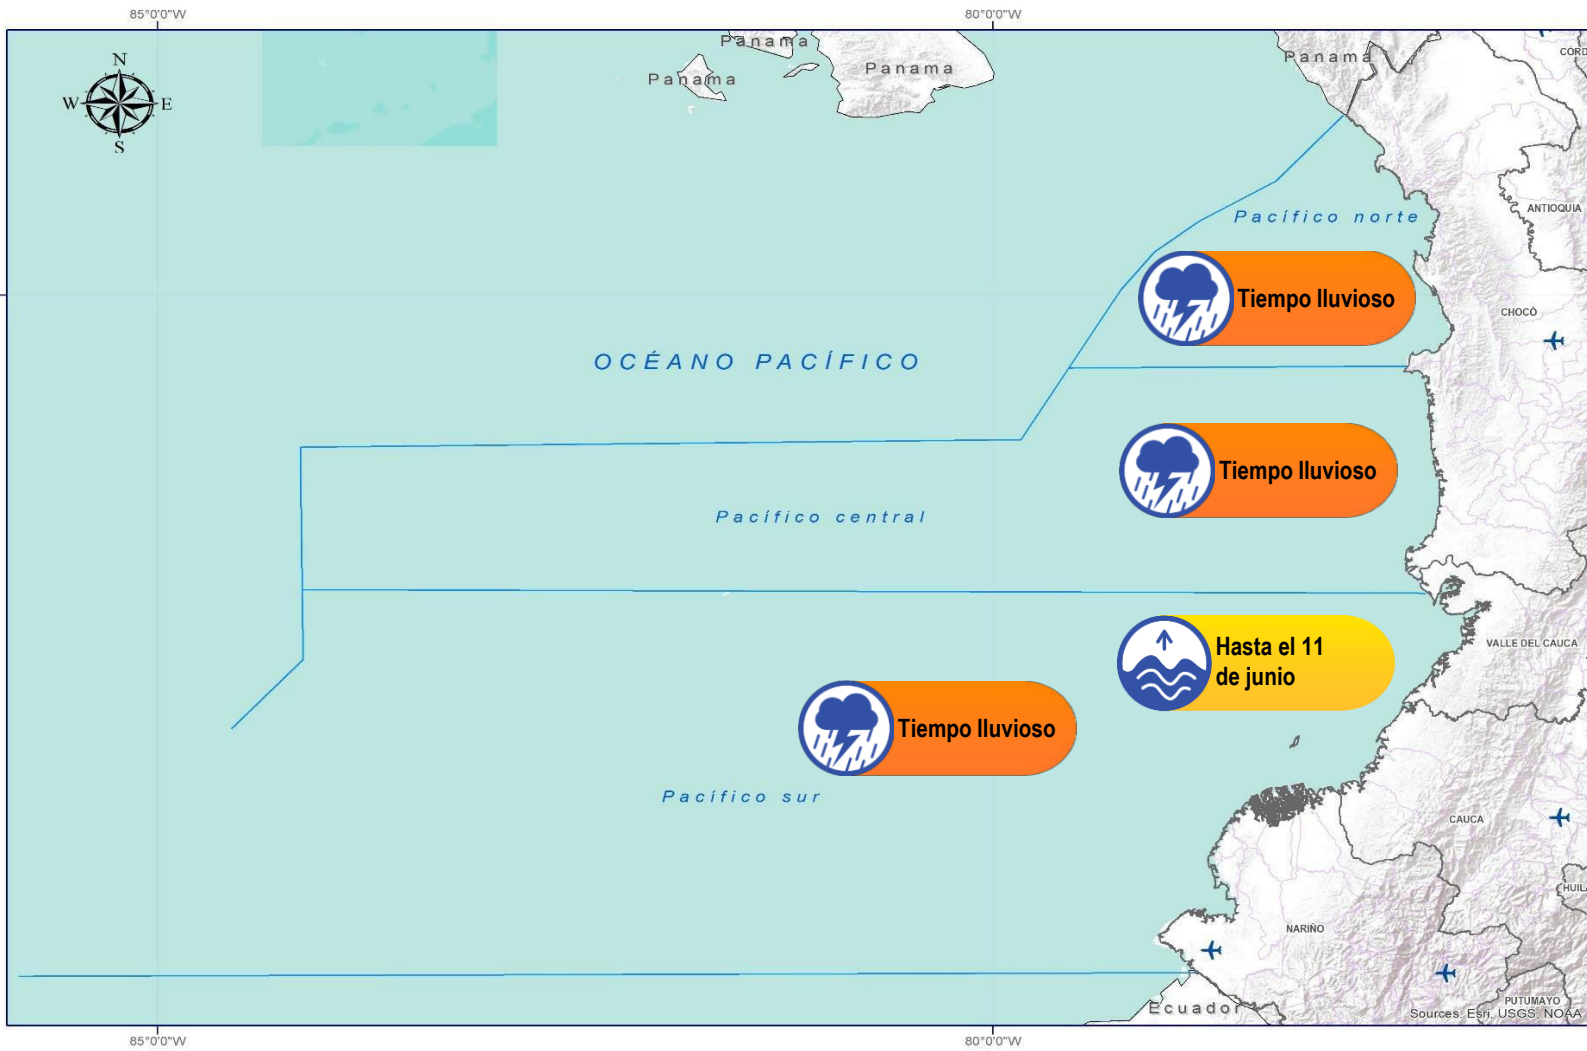 85°0'0"W
80°0'0"W
N
W
E
S
Panama
Panama
Panama
Panama
CORD
ANTIOQUIA
Pacífico norte
Tiempo lluvioso
CHOCÓ
OCÉANO PACÍFICO
Tiempo lluvioso
Pacífico central
Hasta el 11
de junio
VALLE DEL CAUCA
Tiempo lluvioso
Pacífico sur
CAUCA
HUIL
NARIÑO
PUTUMAYO
Ecuador
Sources: Esri, USGS, NOAA
85°0'0"W
80°0'0"W